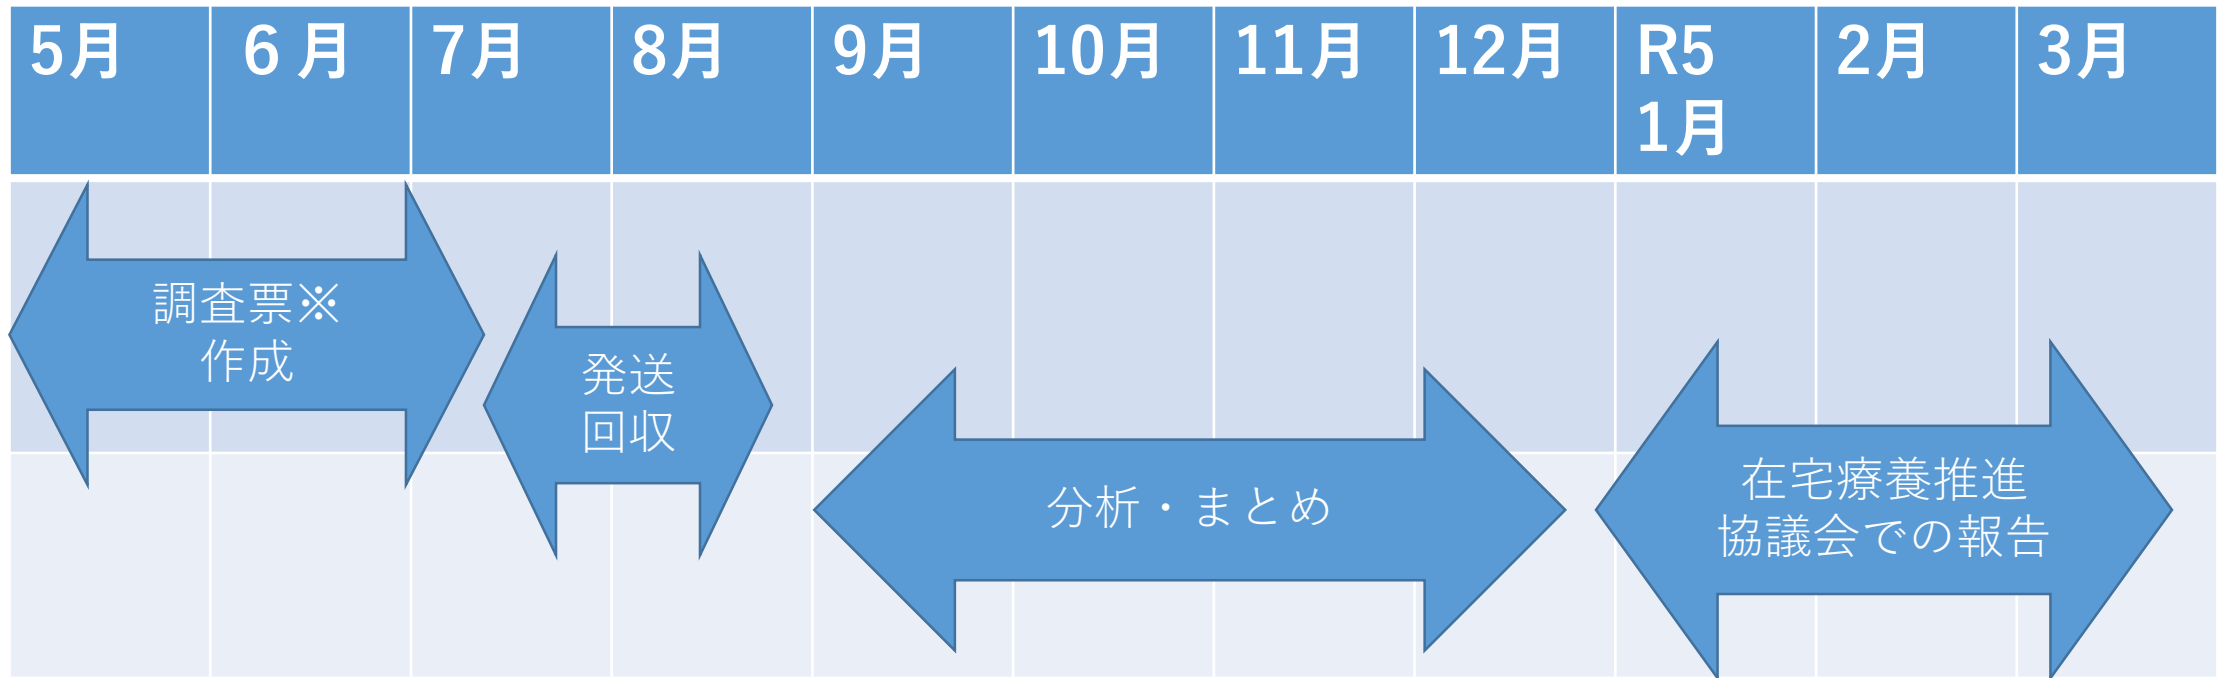 5月 6月 7月 8月 9月 10月 11月 12月 R5 2月 3月
1月
調査票※
作成
発送
回収
分析・まとめ
在宅療養推進
協議会での報告